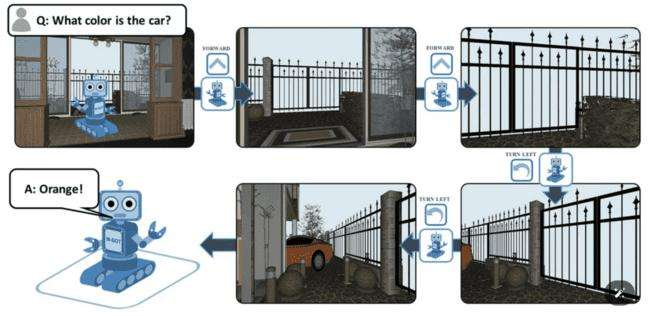 Q: What color is the car?
FORWARD
FORWARD
TURN LEFT
TURN LEFT
A: Orange!